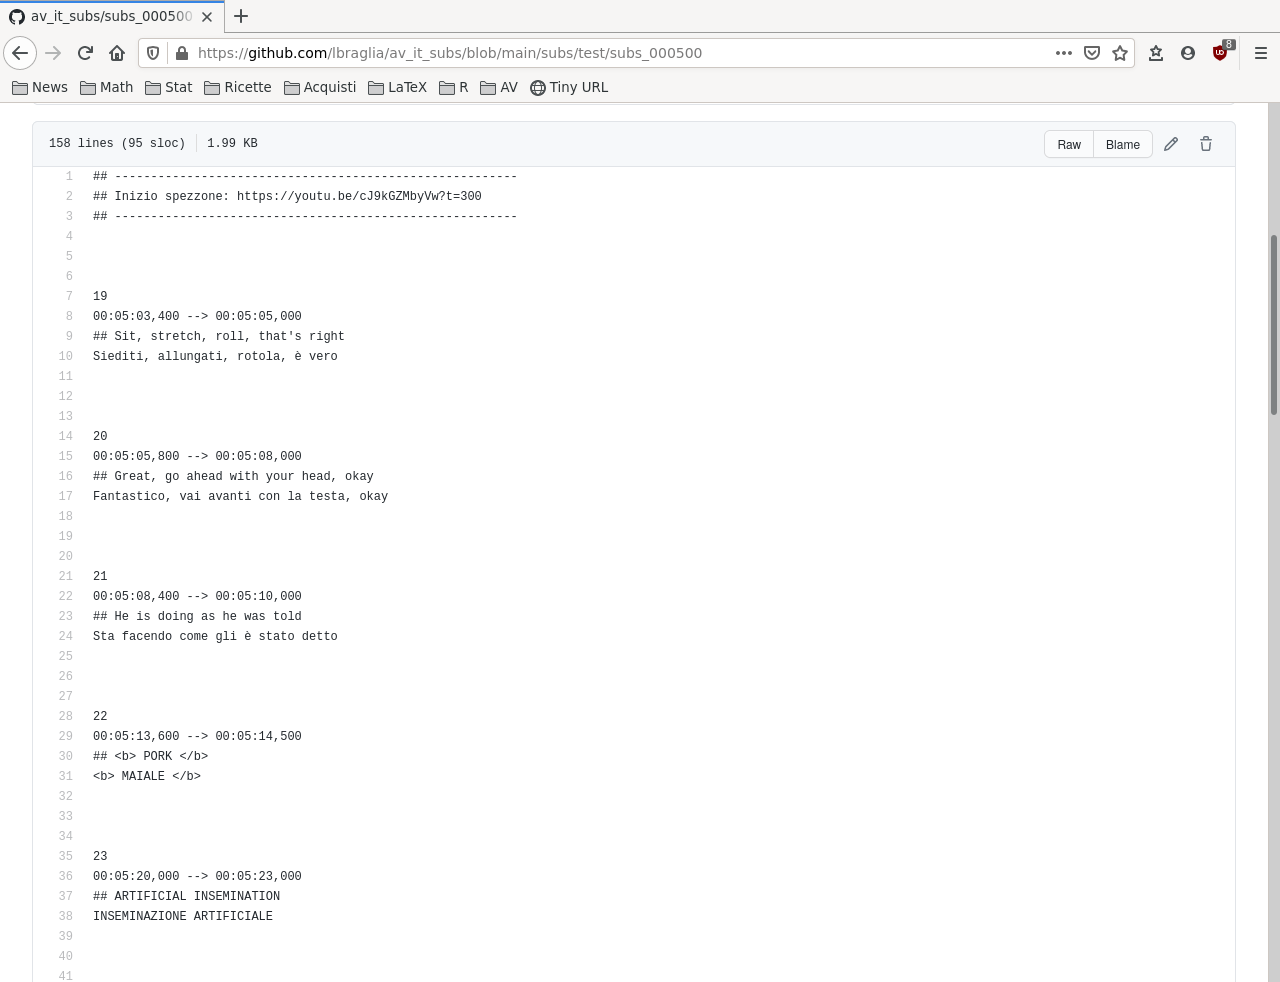 av_it_subs/subs_000500
https://github.com/lbraglia/av_it_subs/blob/main/subs/test/subs_000500
8
News Math Stat Ricette Acquisti LaTeX R AV Tiny URL
158 lines (95 sloc) 1.99 KB Raw Blame
1 ## --------------------------------------------------------
2 ## Inizio spezzone: https://youtu.be/cJ9kGZMbyVw?t=300
3 ## --------------------------------------------------------
4
5
6
7 19
8 00:05:03,400 --> 00:05:05,000
9 ## Sit, stretch, roll, that's right
10 Siediti, allungati, rotola, è vero
11
12
13
14 20
15 00:05:05,800 --> 00:05:08,000
16 ## Great, go ahead with your head, okay
17 Fantastico, vai avanti con la testa, okay
18
19
20
21 21
22 00:05:08,400 --> 00:05:10,000
23 ## He is doing as he was told
24 Sta facendo come gli è stato detto
25
26
27
28 22
29 00:05:13,600 --> 00:05:14,500
30 ## <b> PORK </b>
31 <b> MAIALE </b>
32
33
34
35 23
36 00:05:20,000 --> 00:05:23,000
37 ## ARTIFICIAL INSEMINATION
38 INSEMINAZIONE ARTIFICIALE
39
40
41